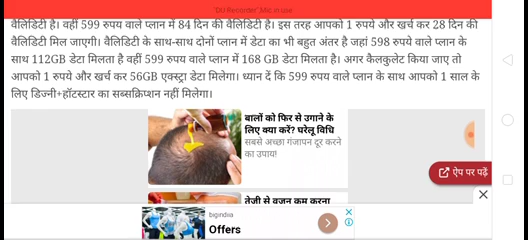 "DU Recorder" Mic in use
वैलिडिटी है। वहीं 599 रुपय वाले प्लान में 84 दिन की वैलिडिटी है। इस तरह आपको 1 रुपये और खर्च कर 28 दिन की
वैलिडिटी मिल जाएगी। वैलिडिटी के साथ-साथ दोनों प्लान में डेटा का भी बहुत अंतर है जहां 598 रुपये वाले प्लान के
साथ 112GB डेटा मिलता है वहीं 599 रुपय वाले प्लान में 168 GB डेटा मिलता है। अगर कैलकुलेट किया जाए तो
आपको 1 रुपये और खर्च कर 56GB एक्स्ट्रा डेटा मिलेगा। ध्यान दें कि 599 रुपय वाले प्लान के साथ आपको 1 साल के
लिए डिज्नी+हॉटस्टार का सब्सक्रिप्शन नहीं मिलेगा।
बालों को फिर से उगाने के
लिए क्या करें? घरेलू विधि
सबसे अच्छा गंजापन दूर करने
का उपाय!
ऐप पर पढ़ें
तेजी से वजन कम करना
bigindia
Offers